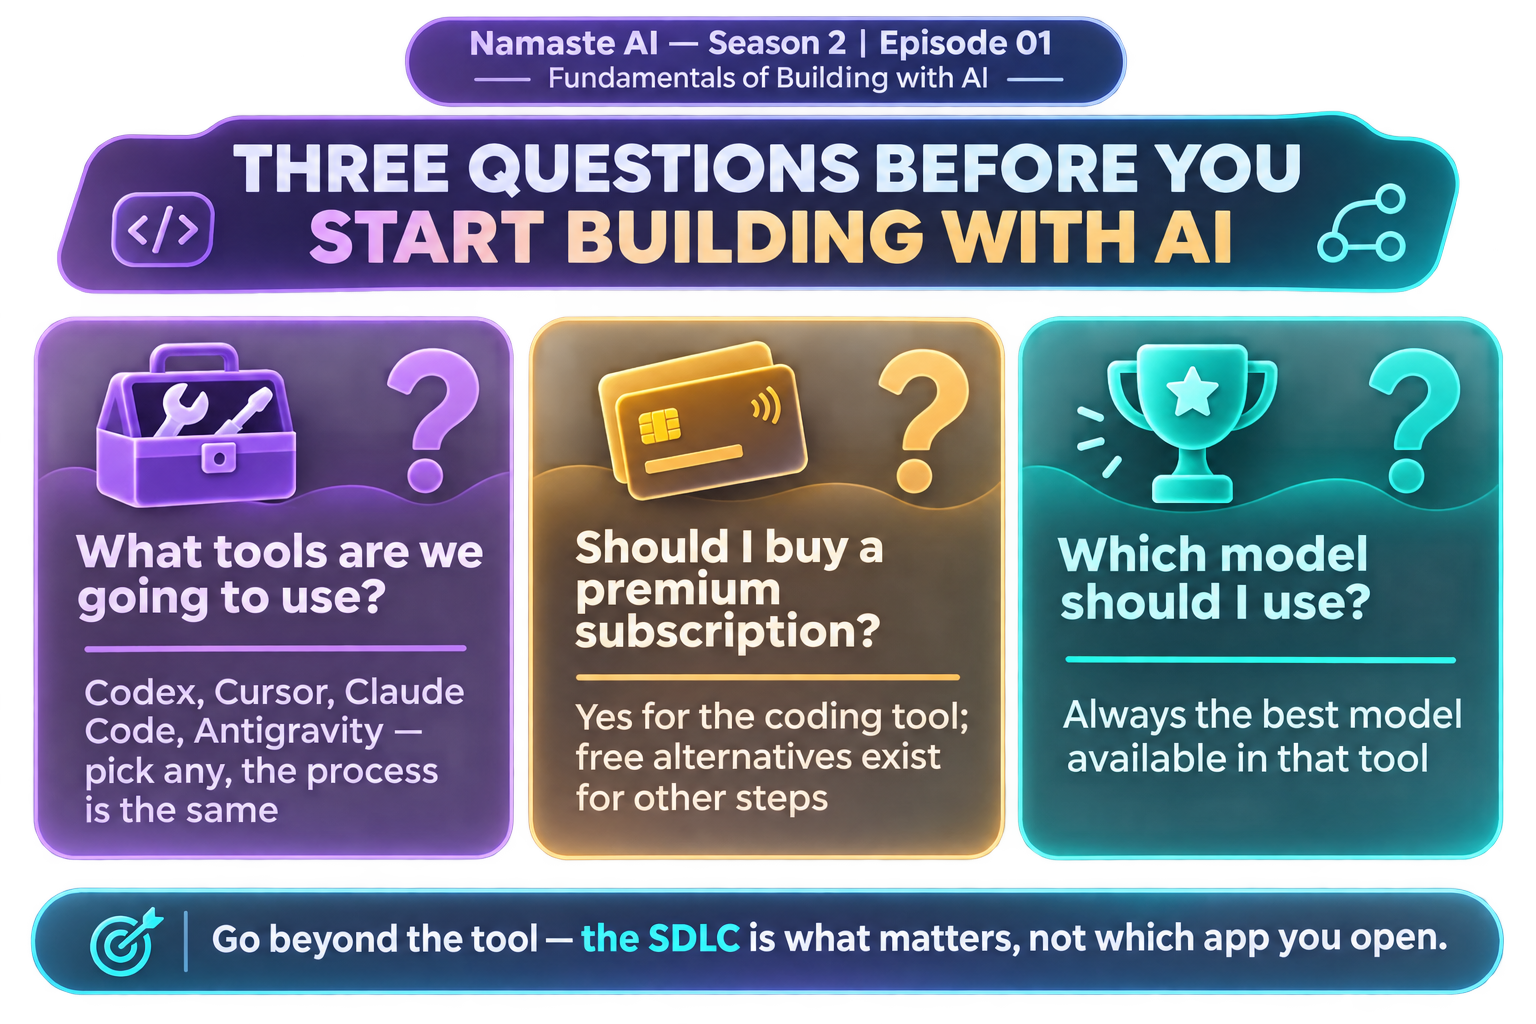 Namaste AI — Season 2 | Episode 01
Fundamentals of Building with AI
THREE QUESTIONS BEFORE YOU
START BUILDING WITH AI
</>
What tools are we
going to use?
Codex, Cursor, Claude
Code, Antigravity —
pick any, the process
is the same
?
Should I buy a
premium
subscription?
Yes for the coding tool;
free alternatives exist
for other steps
?
Which model
should I use?
Always the best model
available in that tool
?
Go beyond the tool — the SDLC is what matters, not which app you open.